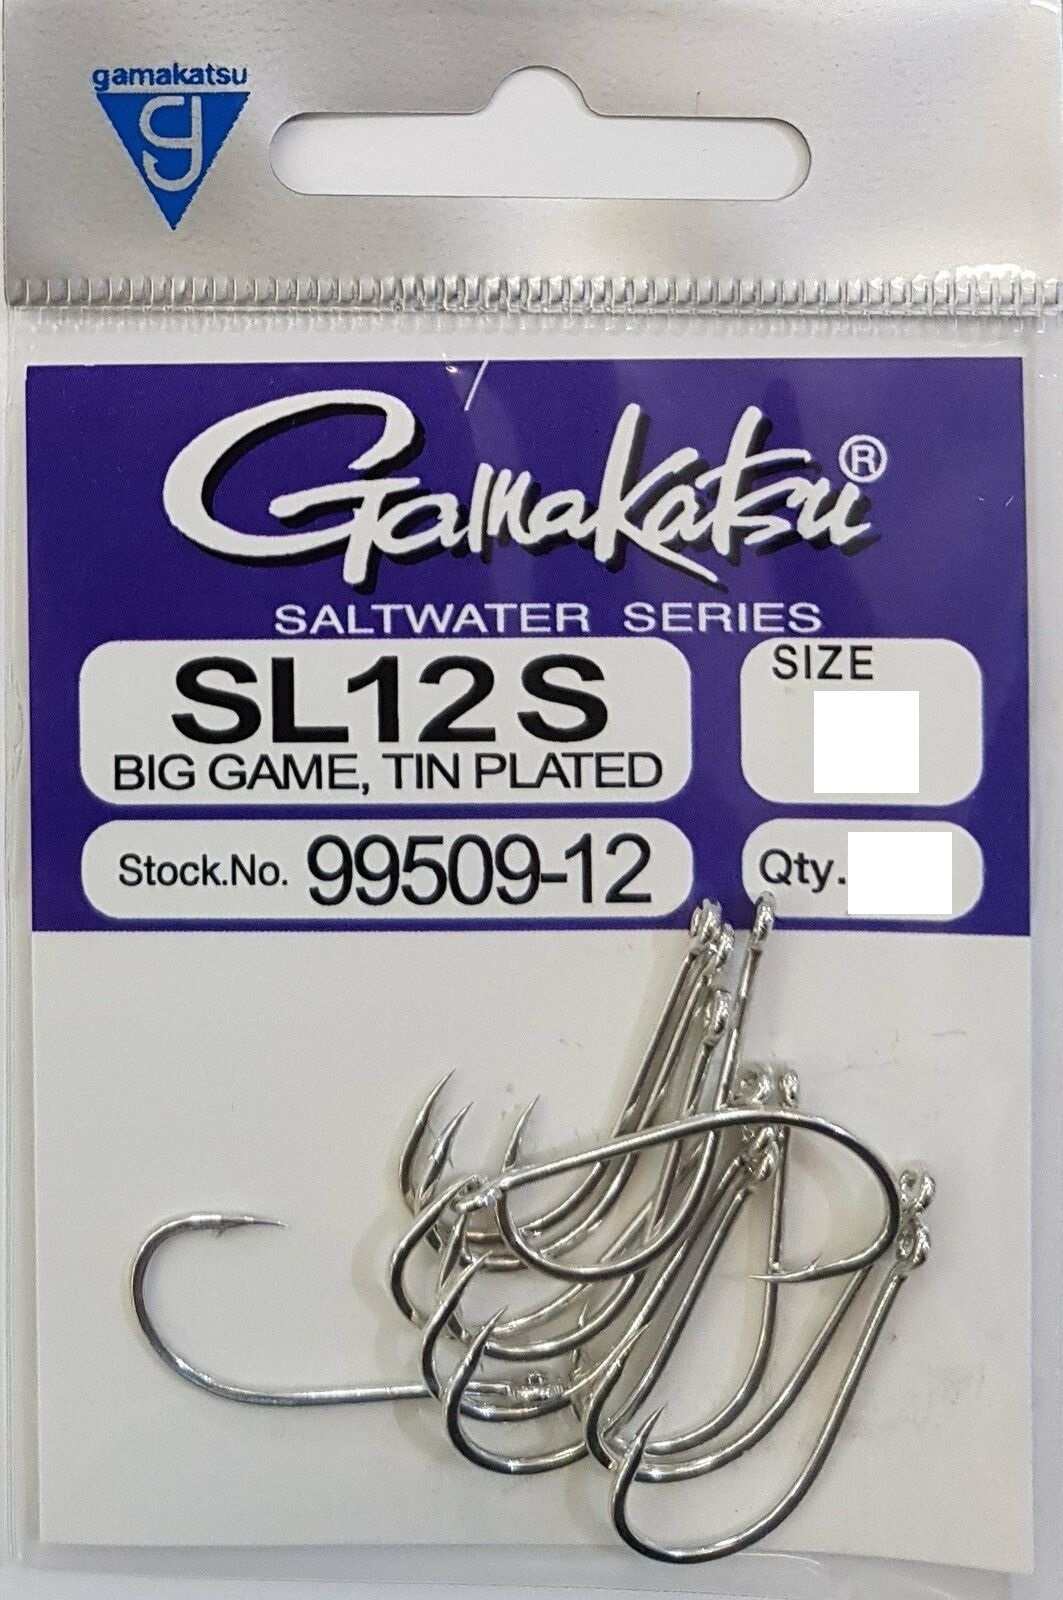 gamakatsu
g
Gamakatsu®
SALTWATER SERIES
SL12S
BIG GAME, TIN PLATED
SIZE
Stock.No. 99509-12
Qty.